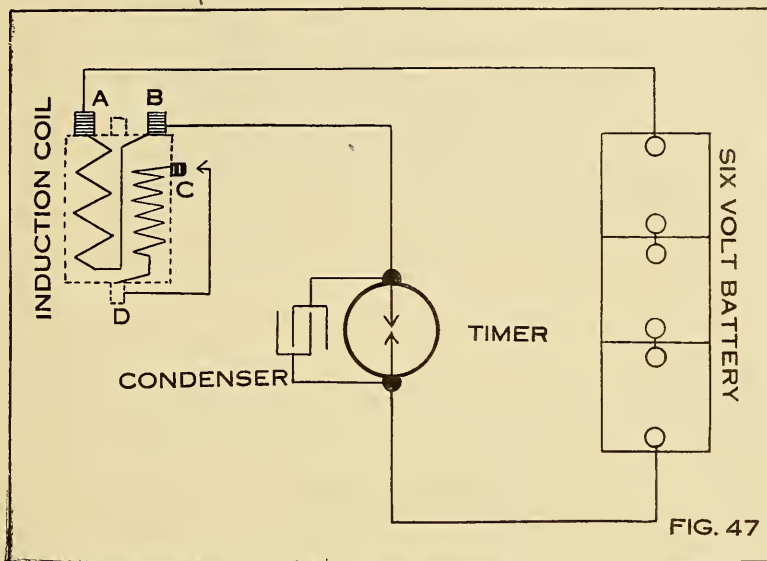 INDUCTION COIL
A B
C
D
CONDENSER
TIMER
SIX VOLT BATTERY
FIG. 47